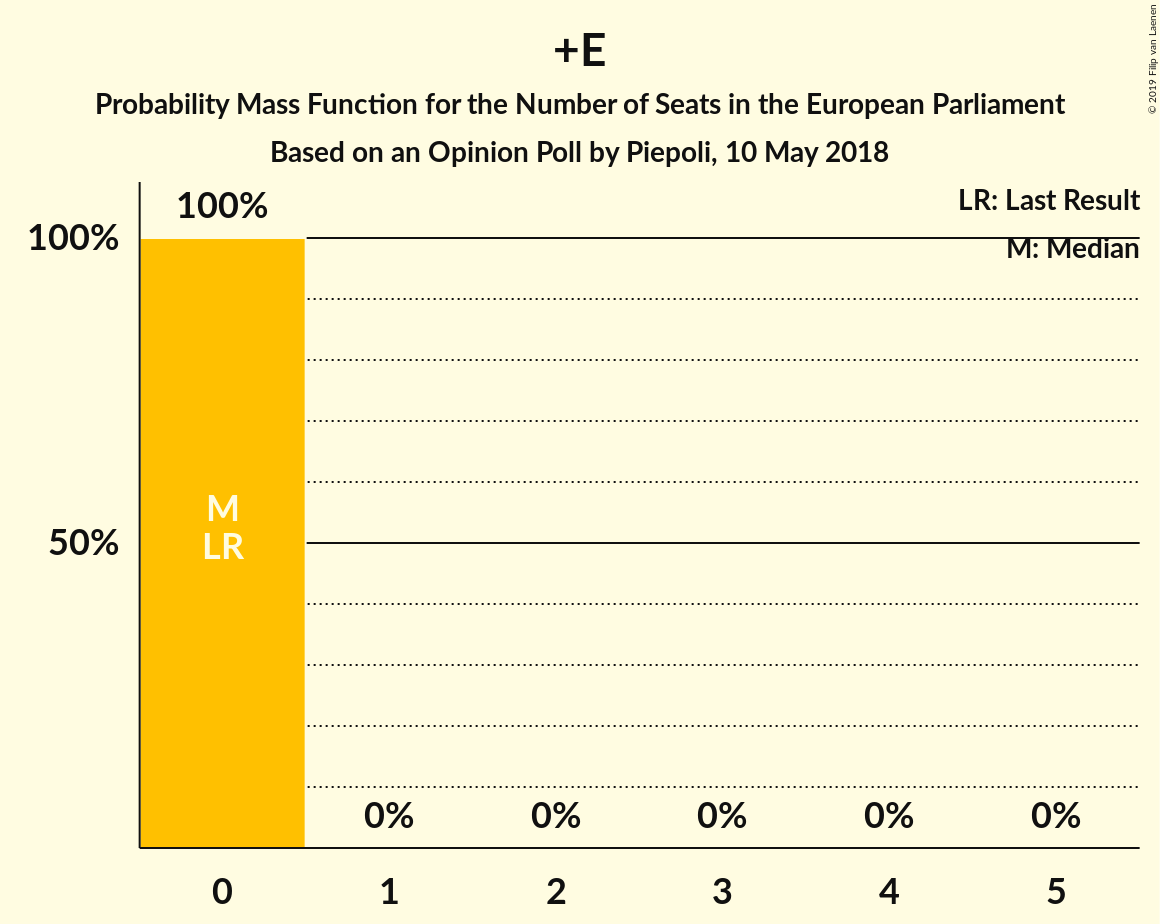 +E
Probability Mass Function for the Number of Seats in the European Parliament
Based on an Opinion Poll by Piepoli, 10 May 2018
© 2019 Filip van Laenen
LR: Last Result
M: Median
100%
100%
50%
M
LR
0% 0% 0% 0% 0%
0 1 2 3 4 5